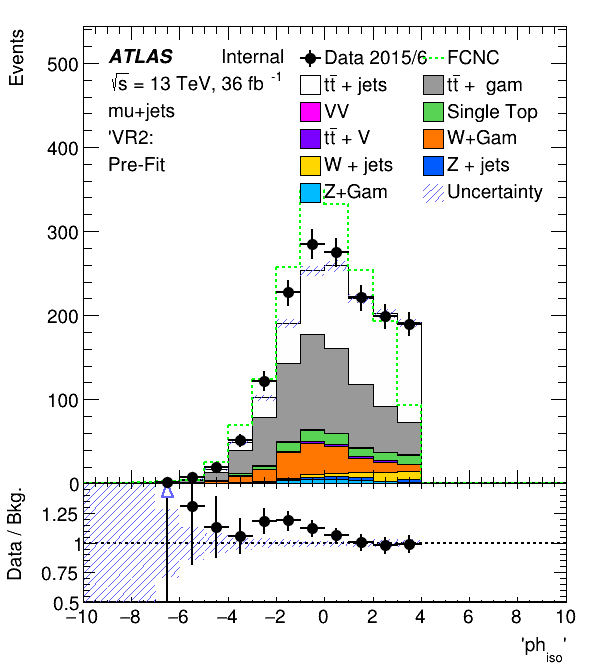 Events
500
400
300
200
100
0
ATLAS Internal
√s = 13 TeV, 36 fb -1
mu+jets
'VR2:
Pre-Fit
Data 2015/6 FCNC
tt̄ + jets tt̄ + gam
VV Single Top
tt̄ + V W+Gam
W + jets Z + jets
Z+Gam Uncertainty
Data / Bkg.
1.25
1
0.75
0.5
−10 −8 −6 −4 −2 0 2 4 6 8 10
'ph_iso'